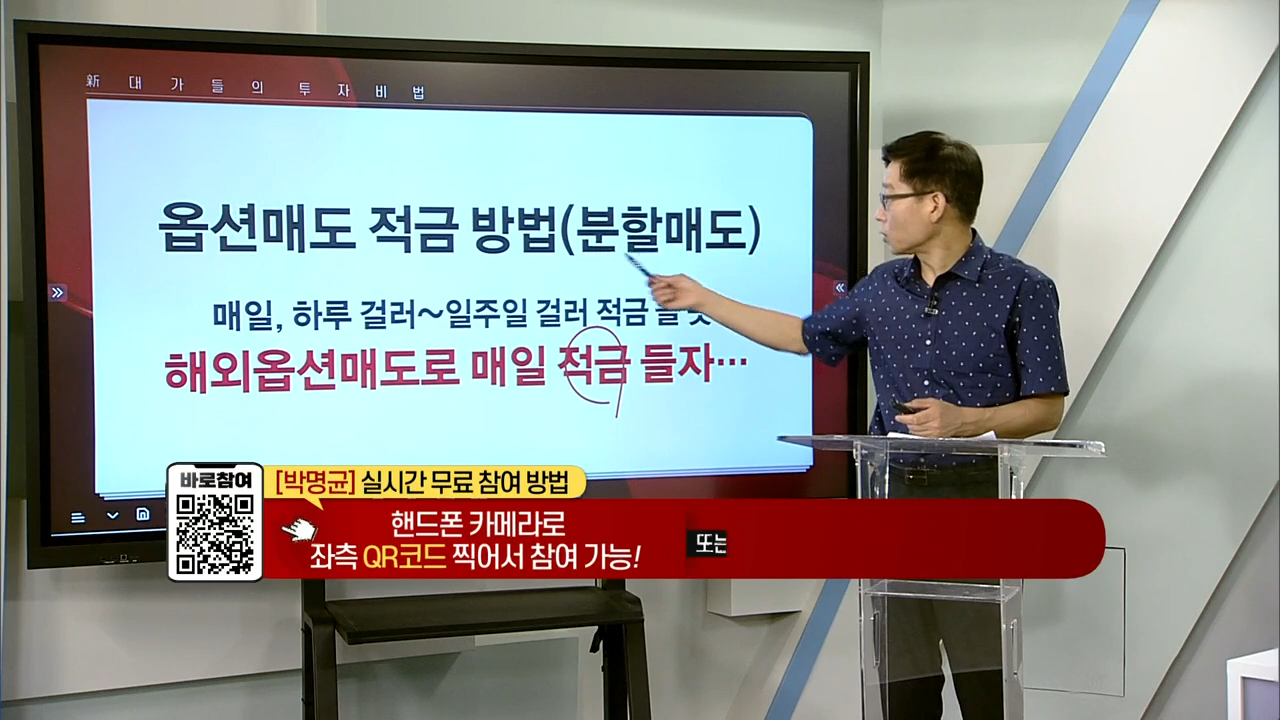 新대가들의투자비법
옵션매도 적금 방법(분할매도)
매일, 하루 걸러~일주일 걸러 적금
해외옵션매도로 매일 적금 들자…
바로참여
[박명균] 실시간 무료 참여 방법
핸드폰 카메라로
좌측 QR코드 찍어서 참여 가능!
또는